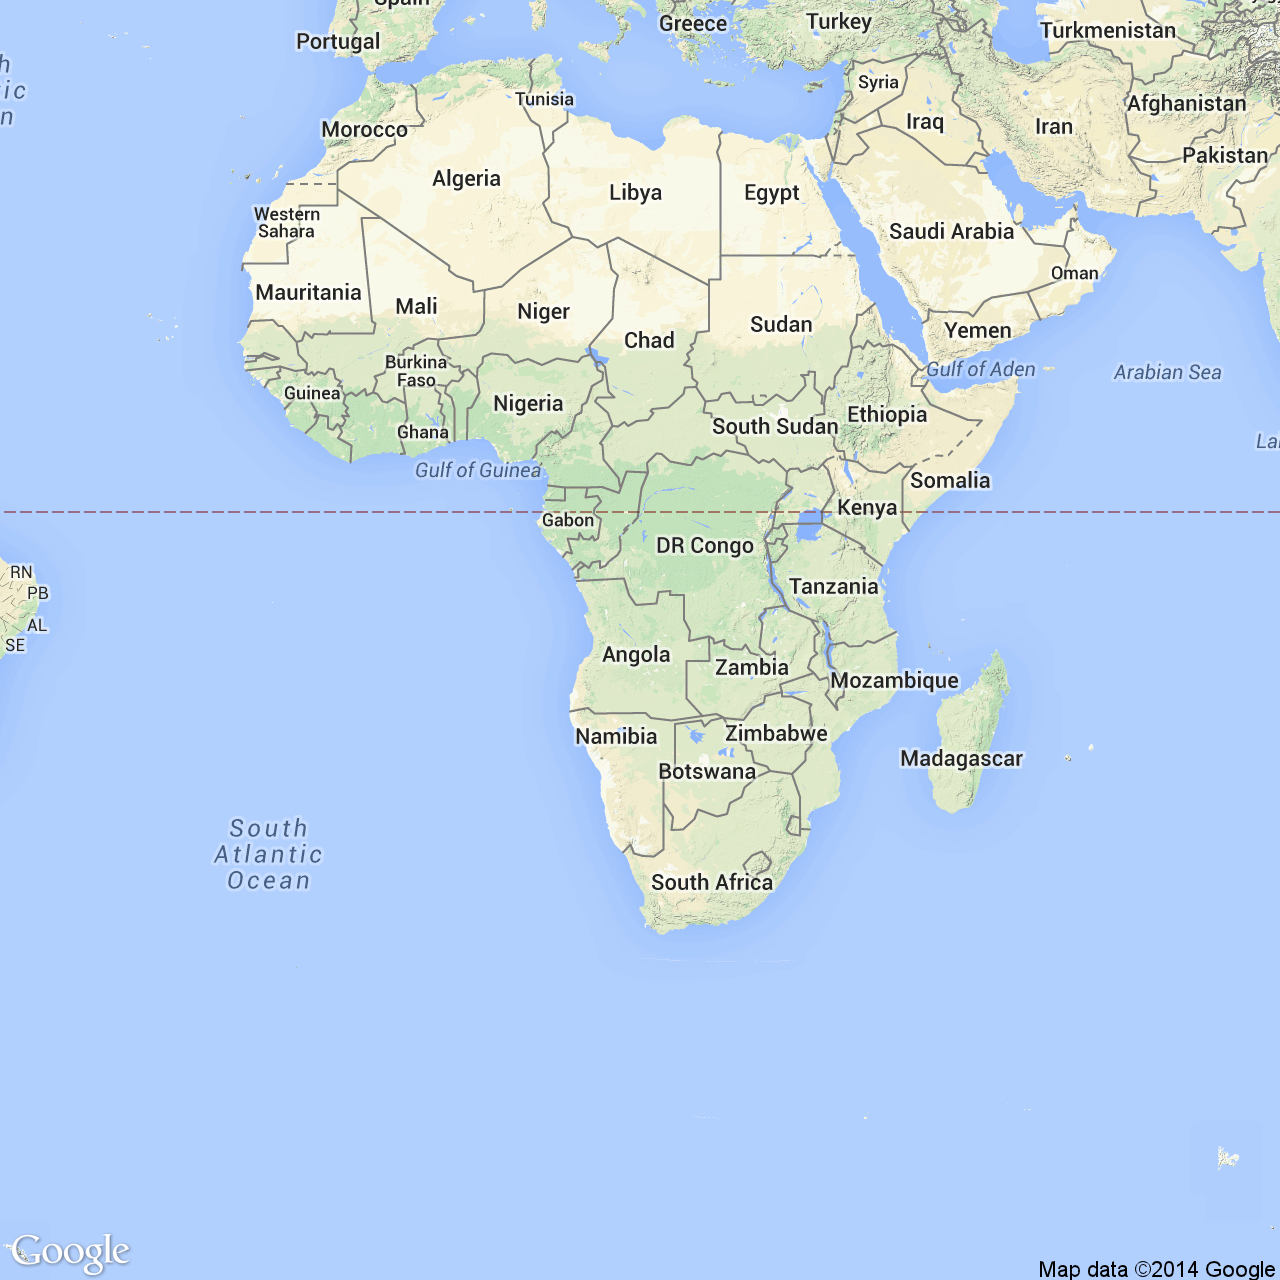 Spain
Greece
Turkey
Turkmenistan
Portugal
Syria
Tunisia
Afghanistan
Morocco
Iraq
Iran
Pakistan
Algeria
Libya
Egypt
Western
Sahara
Saudi Arabia
Oman
Mauritania
Mali
Niger
Chad
Sudan
Yemen
Burkina
Faso
Gulf of Aden
Arabian Sea
Guinea
Nigeria
Ethiopia
Ghana
South Sudan
Gulf of Guinea
Somalia
Kenya
Gabon
DR Congo
RN
PB
Tanzania
AL
SE
Angola
Zambia
Mozambique
Namibia
Zimbabwe
Botswana
Madagascar
South
Atlantic
Ocean
South Africa
Google
Map data ©2014 Google